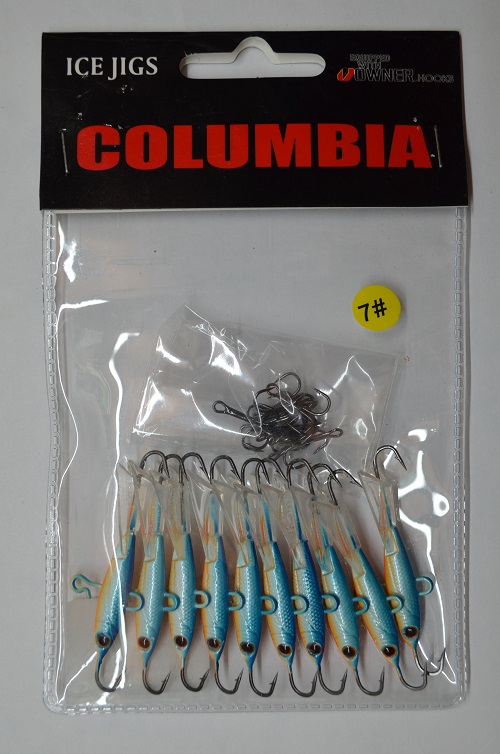 ICE JIGS
EQUIPPED
WITH
OWNER HOOKS
COLUMBIA
7#